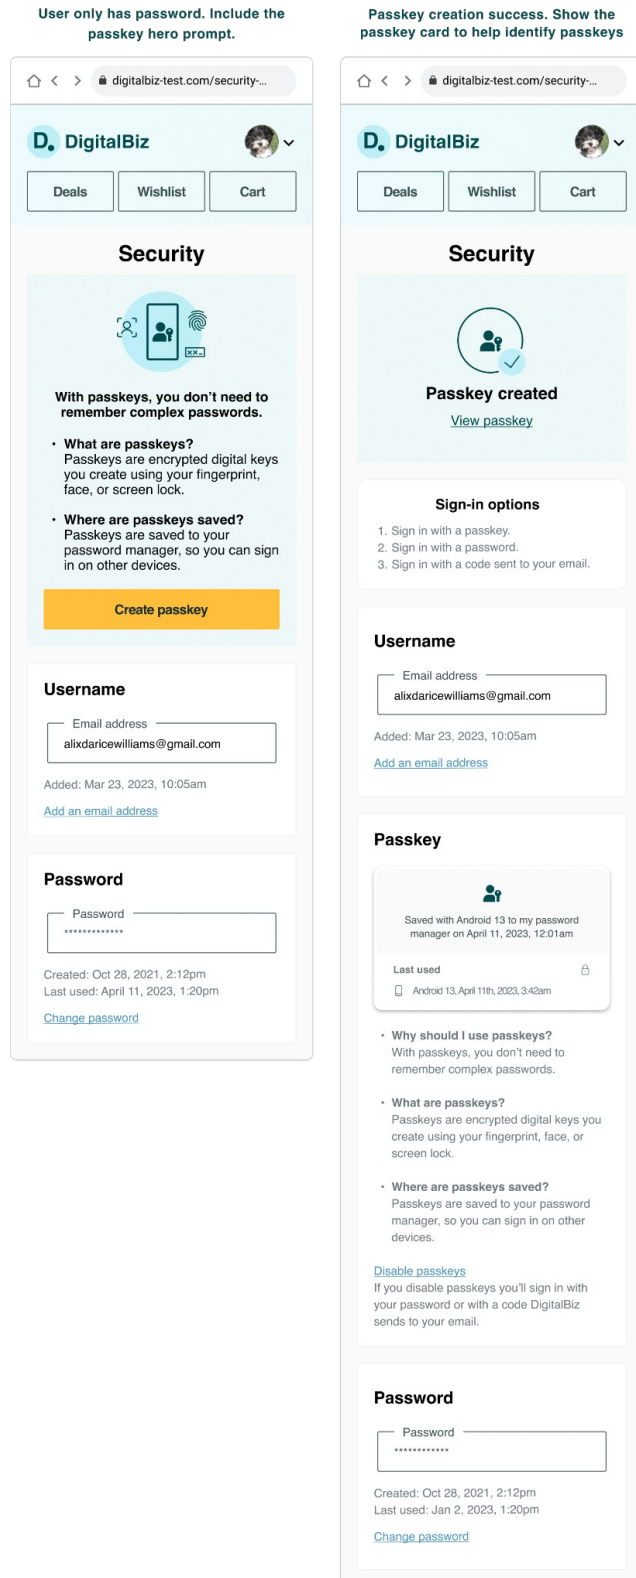 User only has password. Include the
passkey hero prompt.
digitalbiz-test.com/security-...
D. DigitalBiz
Deals
Wishlist
Cart
Security
××-
With passkeys, you don't need to
remember complex passwords.
• What are passkeys?
Passkeys are encrypted digital keys
you create using your fingerprint,
face, or screen lock.
• Where are passkeys saved?
Passkeys are saved to your
password manager, so you can sign
in on other devices.
Create passkey
Username
Email address
alixdaricewilliams@gmail.com
Added: Mar 23, 2023, 10:05am
Add an email address
Password
Password
*************
Created: Oct 28, 2021, 2:12pm
Last used: April 11, 2023, 1:20pm
Change password
Passkey creation success. Show the
passkey card to help identify passkeys
digitalbiz-test.com/security-...
D. DigitalBiz
Deals
Wishlist
Cart
Security
Passkey created
View passkey
Sign-in options
1. Sign in with a passkey.
2. Sign in with a password.
3. Sign in with a code sent to your email.
Username
Email address
alixdaricewilliams@gmail.com
Added: Mar 23, 2023, 10:05am
Add an email address
Passkey
Saved with Android 13 to my password
manager on April 11, 2023, 12:01am
Last used
Android 13, April 11th, 2023, 3:42am
• Why should I use passkeys?
With passkeys, you don't need to
remember complex passwords.
• What are passkeys?
Passkeys are encrypted digital keys you
create using your fingerprint, face, or
screen lock.
• Where are passkeys saved?
Passkeys are saved to your password
manager, so you can sign in on other
devices.
Disable passkeys
If you disable passkeys you'll sign in with
your password or with a code DigitalBiz
sends to your email.
Password
Password
************
Created: Oct 28, 2021, 2:12pm
Last used: Jan 2, 2023, 1:20pm
Change password